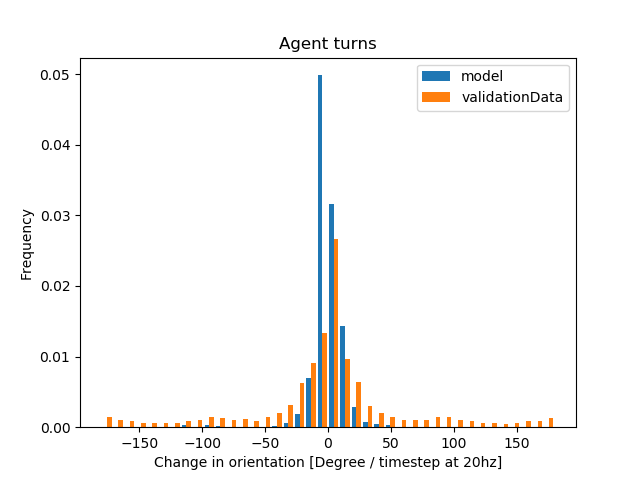 Agent turns
model
validationData
0.05
0.04
0.03
0.02
0.01
0.00
Frequency
−150
−100
−50
0
50
100
150
Change in orientation [Degree / timestep at 20hz]